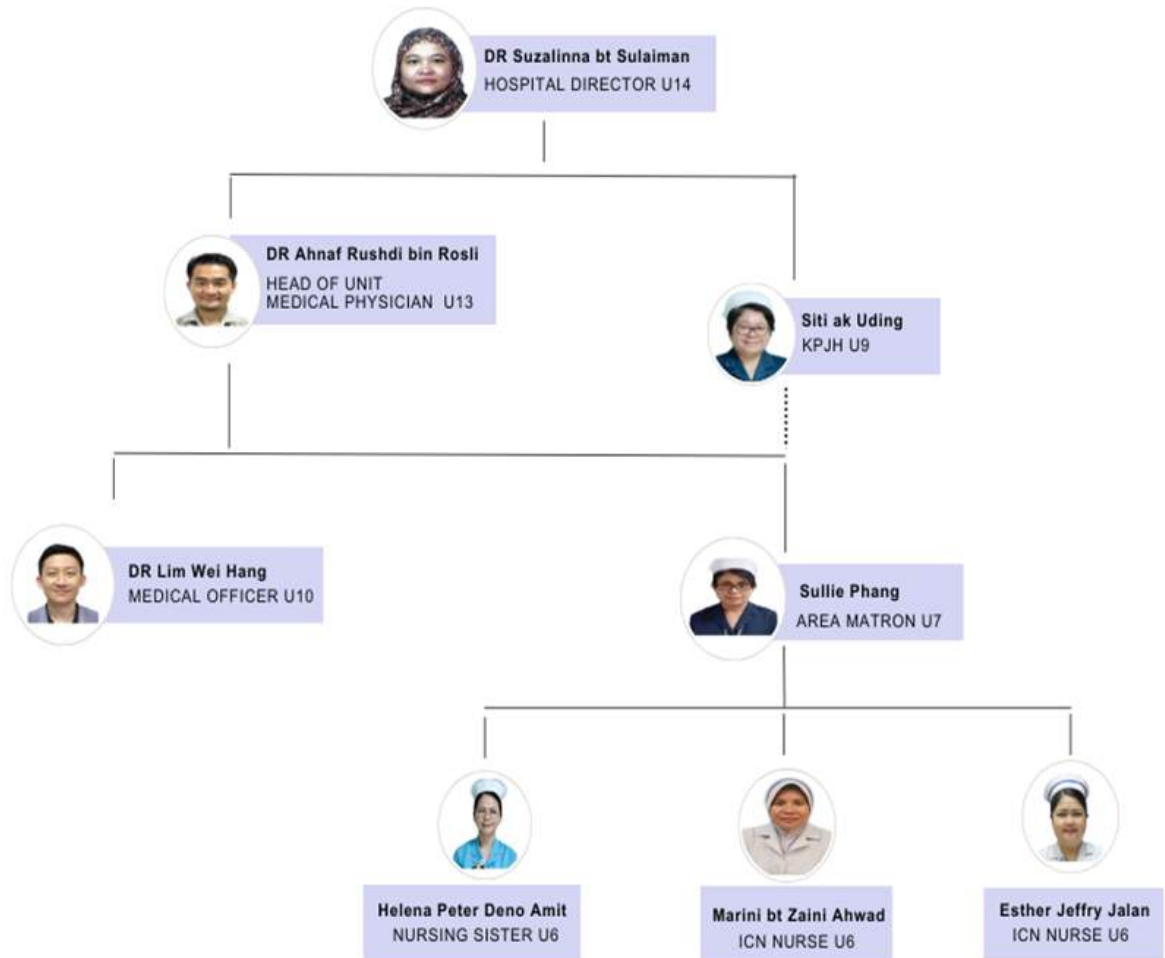 DR Suzalinna bt Sulaiman
HOSPITAL DIRECTOR U14
DR Ahnaf Rushdi bin Rosli
HEAD OF UNIT
MEDICAL PHYSICIAN U13
Siti ak Uding
KPJH U9
DR Lim Wei Hang
MEDICAL OFFICER U10
Sullie Phang
AREA MATRON U7
Helena Peter Deno Amit
NURSING SISTER U6
Marini bt Zaini Ahwad
ICN NURSE U6
Esther Jeffry Jalan
ICN NURSE U6